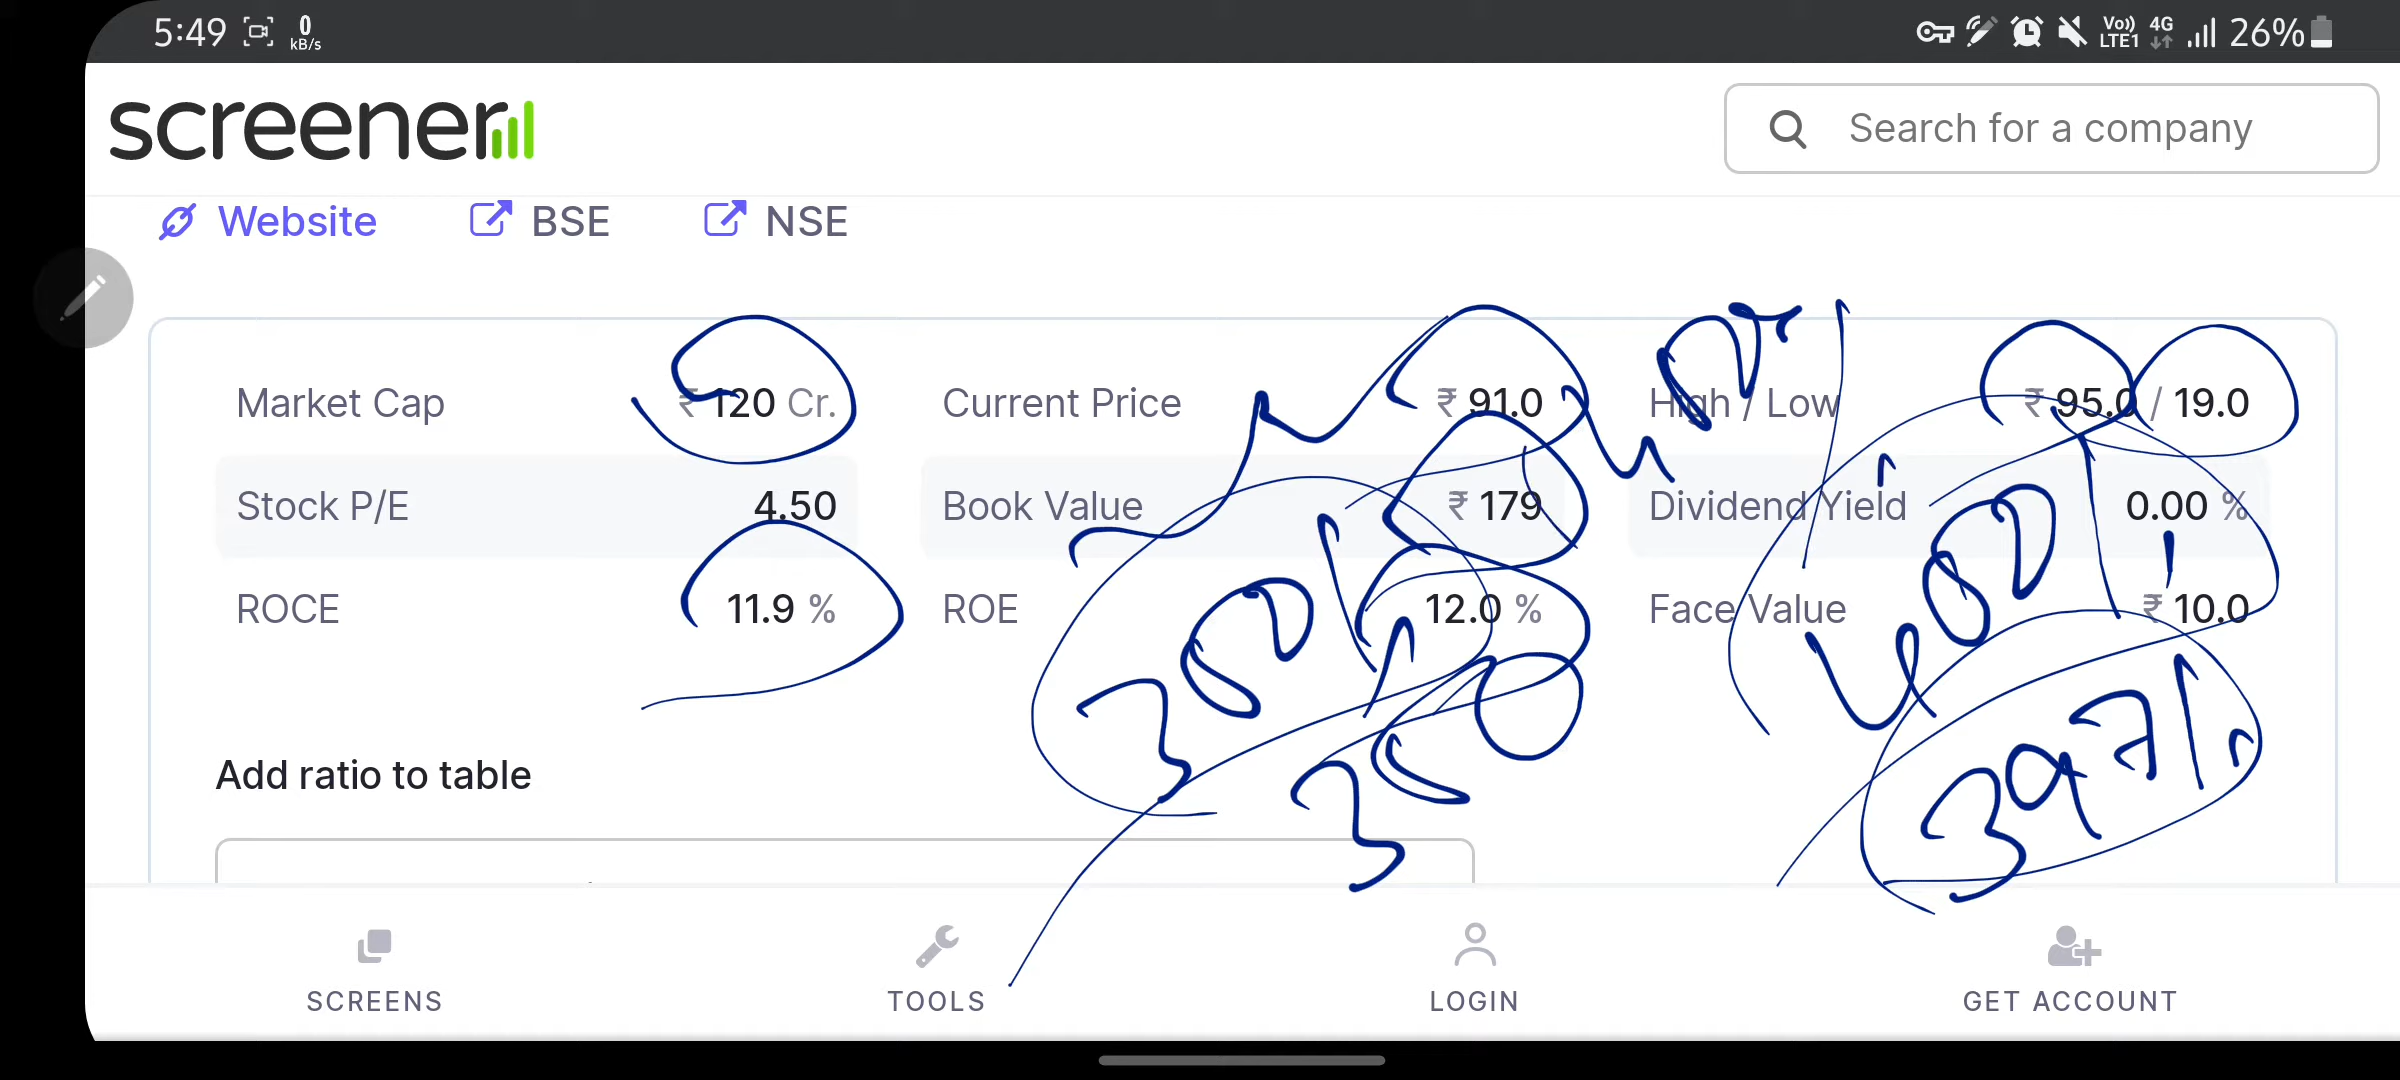 5:49 0 kB/s Vo)) LTE1 4G 26%
screener Search for a company
Website BSE NSE
Market Cap ₹ 120 Cr. Current Price ₹ 91.0 High / Low ₹ 95.0 / 19.0
Stock P/E 4.50 Book Value ₹ 179 Dividend Yield 0.00 %
ROCE 11.9 % ROE 12.0 % Face Value ₹ 10.0
300%
400%
350
397%
Add ratio to table
SCREENS TOOLS LOGIN GET ACCOUNT